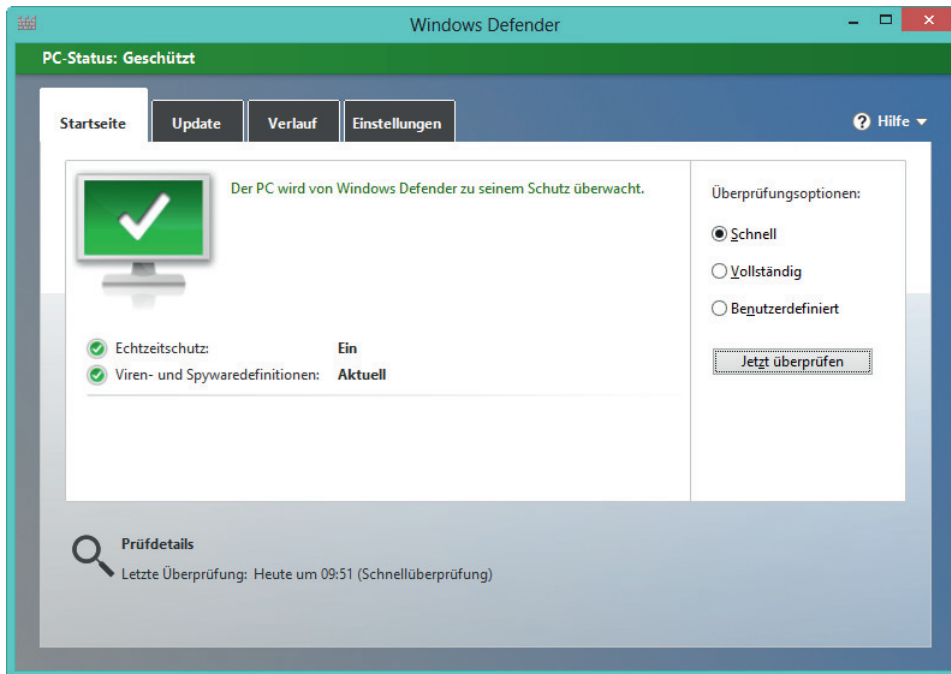 Windows Defender
PC-Status: Geschützt
Startseite Update Verlauf Einstellungen Hilfe
Der PC wird von Windows Defender zu seinem Schutz überwacht.
Echtzeitschutz: Ein
Viren- und Spywaredefinitionen: Aktuell
Überprüfungsoptionen:
Schnell
Vollständig
Benutzerdefiniert
Jetzt überprüfen
Prüfdetails
Letzte Überprüfung: Heute um 09:51 (Schnellüberprüfung)